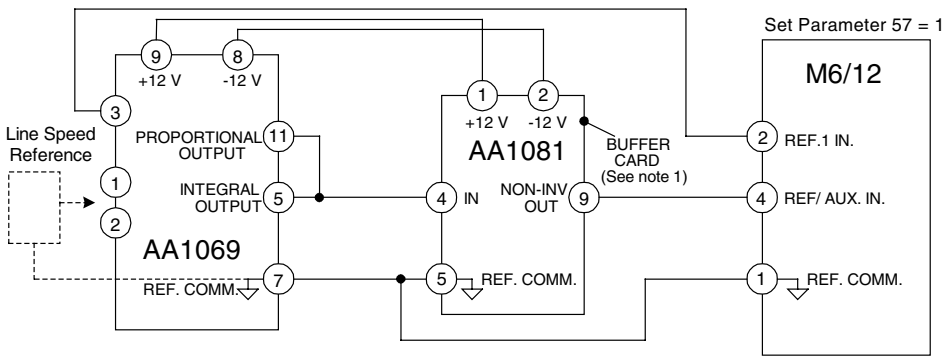 Set Parameter 57 = 1
9
8
+12 V
-12 V
M6/12
1
2
+12 V
-12 V
3
Line Speed
Reference
PROPORTIONAL
OUTPUT
11
AA1081
BUFFER
CARD
(See note 1)
2
REF.1 IN.
1
INTEGRAL
OUTPUT
5
4
IN
NON-INV
OUT
9
4
REF/ AUX. IN.
2
AA1069
REF. COMM.
7
5
REF. COMM.
1
REF. COMM.